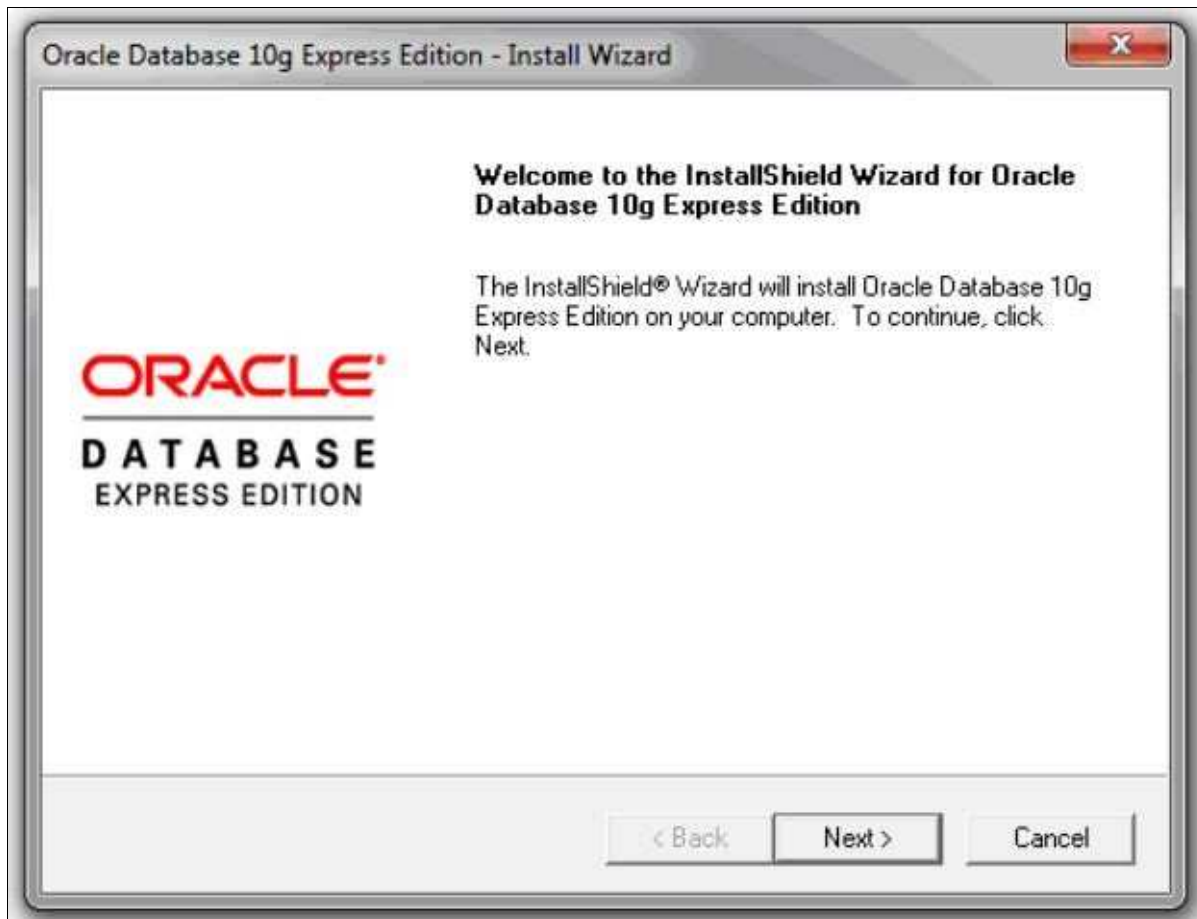 Oracle Database 10g Express Edition - Install Wizard
Welcome to the InstallShield Wizard for Oracle
Database 10g Express Edition
The InstallShield® Wizard will install Oracle Database 10g
Express Edition on your computer. To continue, click
Next.
ORACLE
DATABASE
EXPRESS EDITION
< Back
Next >
Cancel